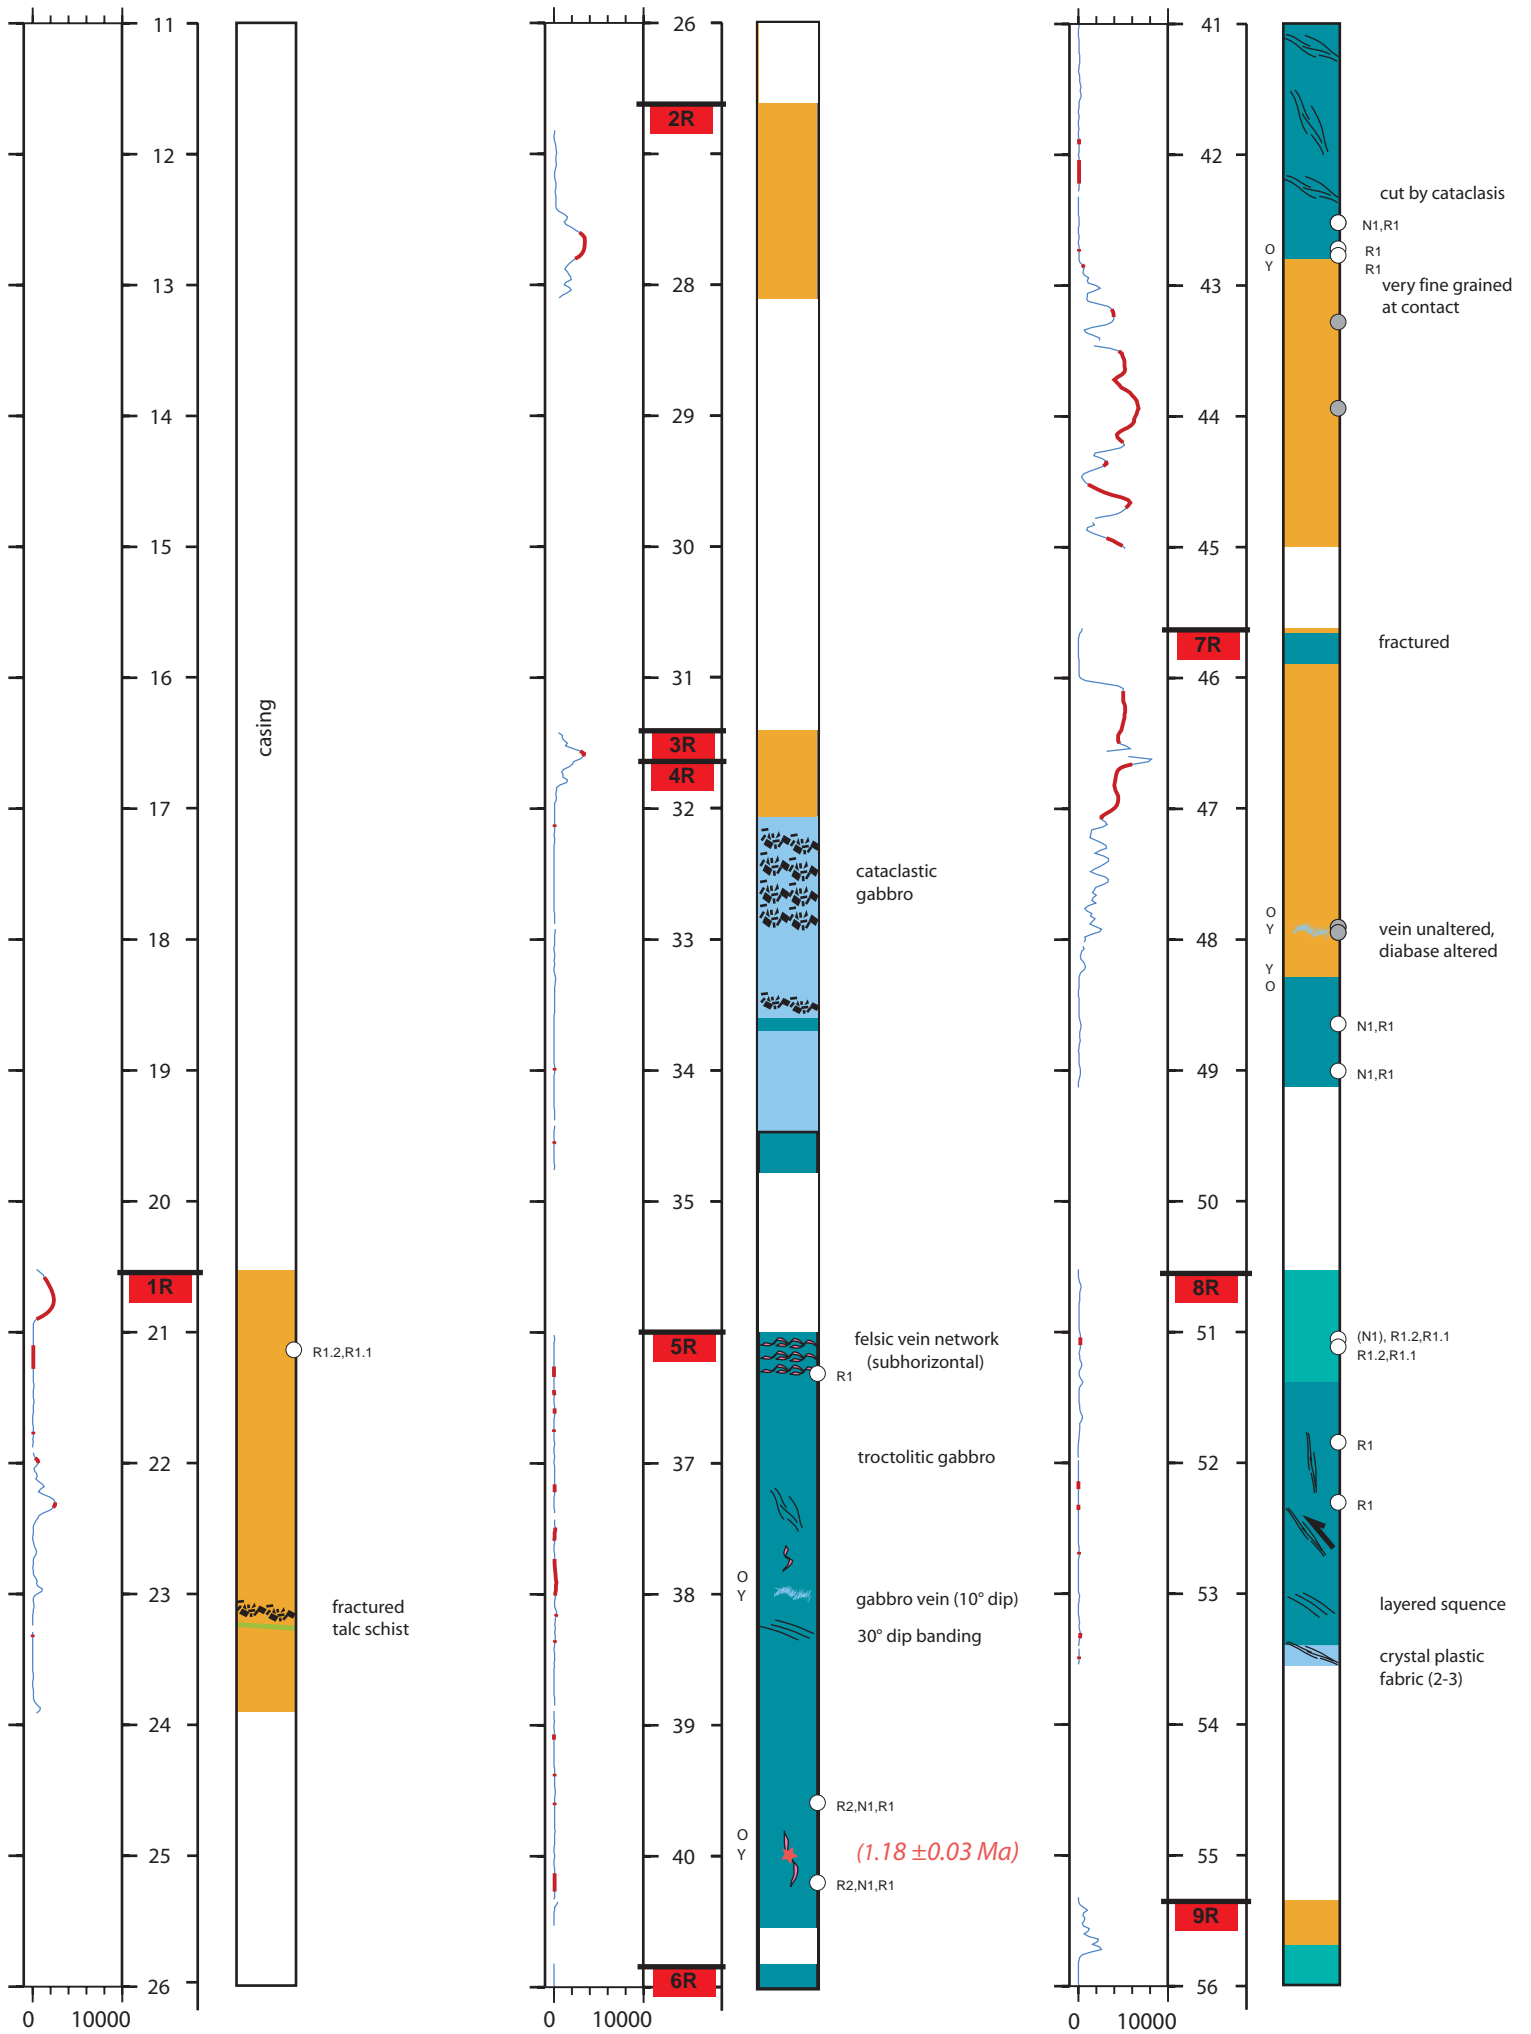 11
12
13
14
15
16
17
18
19
20
1R
21
22
23
24
25
26
0 10000
casing
R1.2,R1.1
fractured
talc schist
26
2R
28
29
30
31
3R
4R
32
33
34
35
5R
37
38
39
40
6R
0 10000
cataclastic
gabbro
felsic vein network
(subhorizontal)
R1
troctolitic gabbro
O
Y
gabbro vein (10° dip)
30° dip banding
R2,N1,R1
O
Y
(1.18 ±0.03 Ma)
R2,N1,R1
41
42
43
44
45
7R
46
47
48
49
50
8R
51
52
53
54
55
9R
56
0 10000
cut by cataclasis
N1,R1
O
Y
R1
R1
very fine grained
at contact
fractured
O
Y
vein unaltered,
diabase altered
Y
O
N1,R1
N1,R1
(N1), R1.2,R1.1
R1.2,R1.1
R1
R1
layered squence
crystal plastic
fabric (2-3)